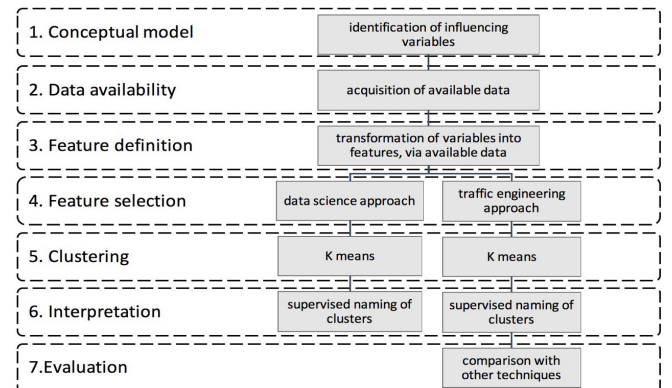 1. Conceptual model
identification of influencing
variables
2. Data availability
acquisition of available data
3. Feature definition
transformation of variables into
features, via available data
4. Feature selection
data science approach
traffic engineering
approach
5. Clustering
K means
K means
6. Interpretation
supervised naming of
clusters
supervised naming of
clusters
7.Evaluation
comparison with
other techniques